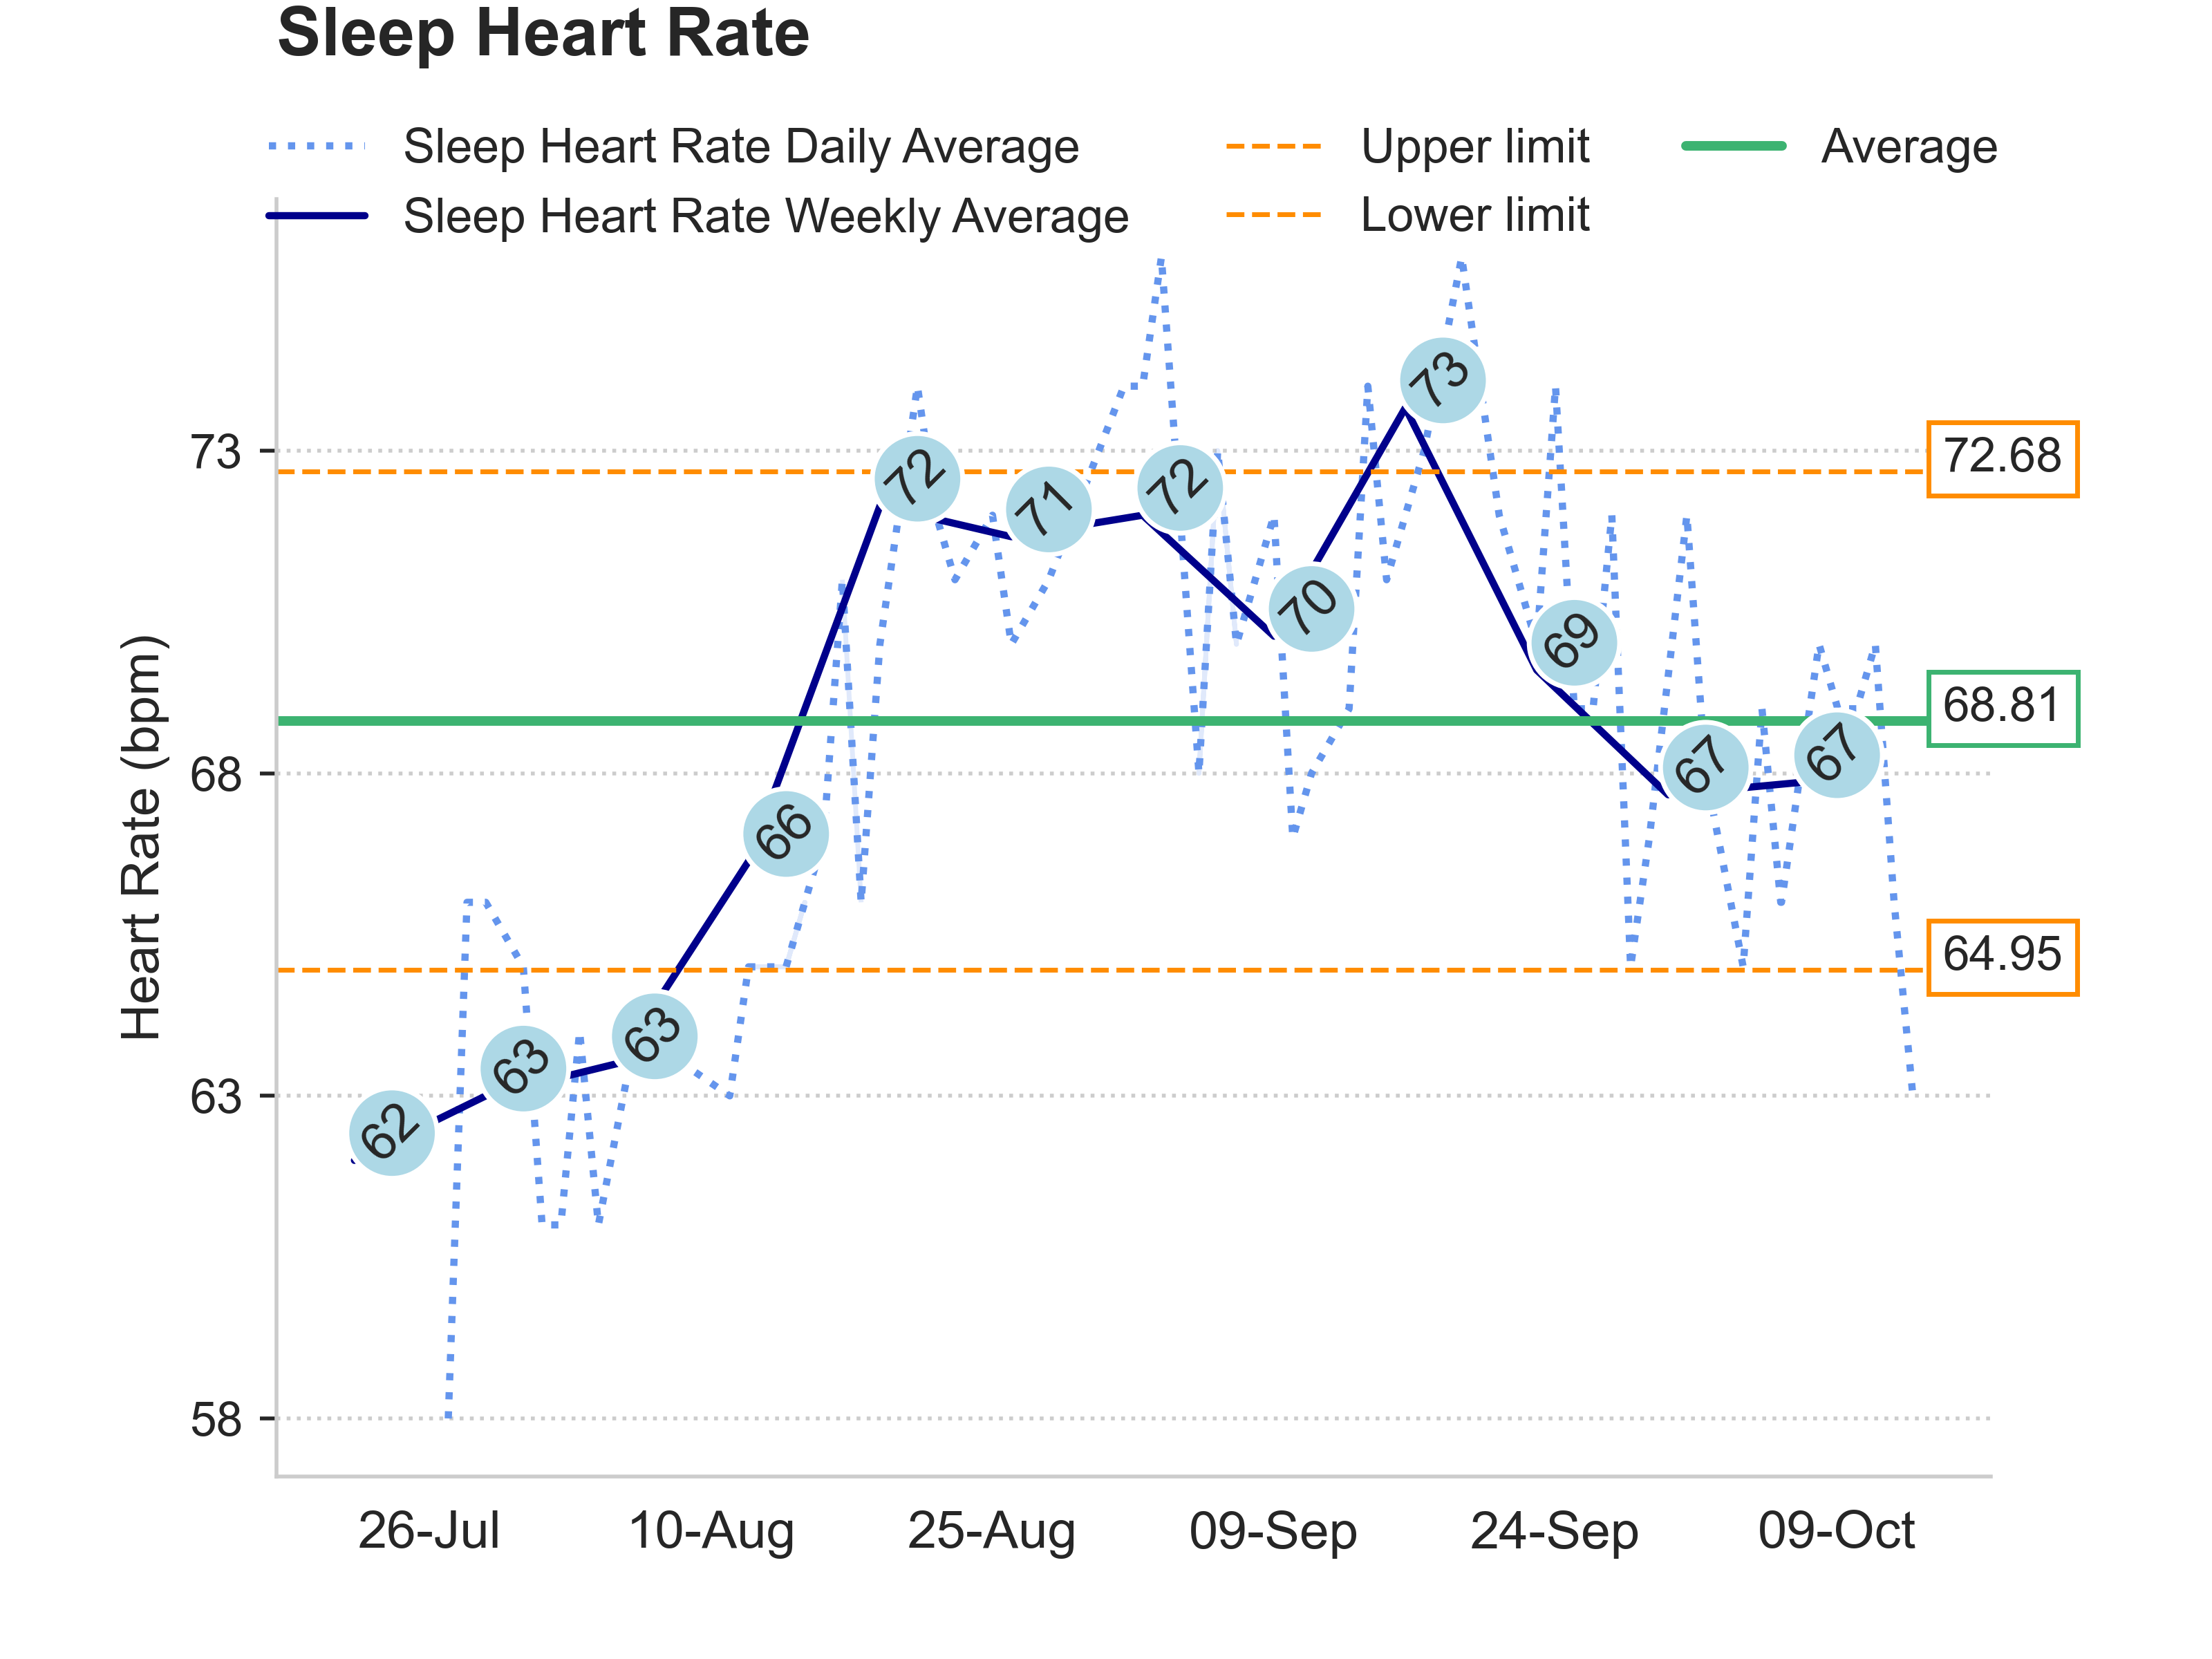 Sleep Heart Rate
Sleep Heart Rate Daily Average
Sleep Heart Rate Weekly Average
Upper limit
Lower limit
Average
Heart Rate (bpm)
73
68
63
58
62
63
63
66
72
71
72
70
73
69
67
67
72.68
68.81
64.95
26-Jul
10-Aug
25-Aug
09-Sep
24-Sep
09-Oct